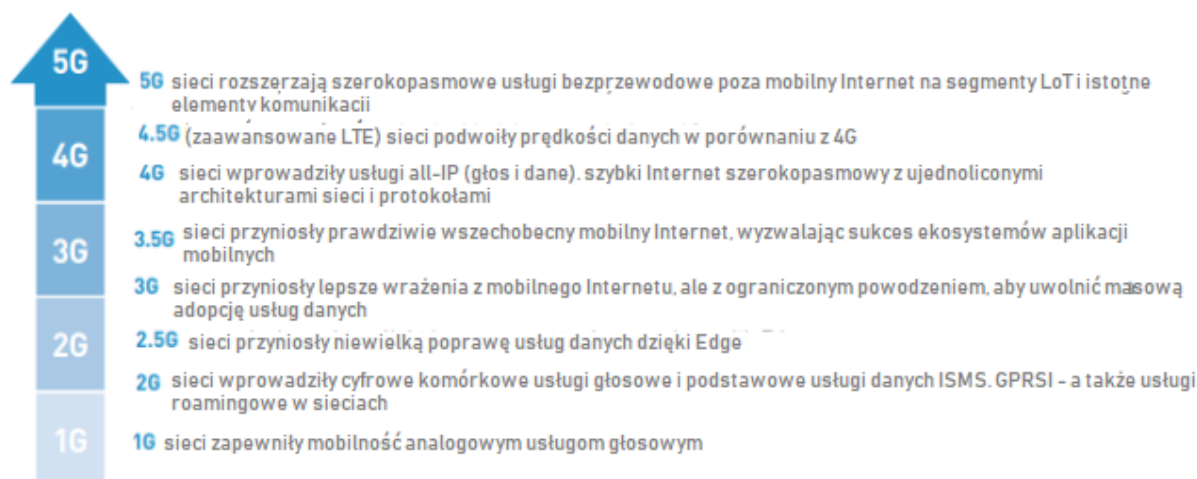 5G
4G
3G
2G
1G
5G sieci rozszerzają szerokopasmowe usługi bezprzewodowe poza mobilny Internet na segmenty LoT i istotne
elementy komunikacji
4.5G (zaawansowane LTE) sieci podwoiły prędkości danych w porównaniu z 4G
4G sieci wprowadziły usługi all-IP (głos i dane). szybki Internet szerokopasmowy z ujednoliconymi
architekturami sieci i protokołami
3.5G sieci przyniosły prawdziwie wszechobecny mobilny Internet, wyzwalając sukces ekosystemów aplikacji
mobilnych
3G sieci przyniosły lepsze wrażenia z mobilnego Internetu, ale z ograniczonym powodzeniem, aby uwolnić masową
adopcję usług danych
2.5G sieci przyniosły niewielką poprawę usług danych dzięki Edge
2G sieci wprowadziły cyfrowe komórkowe usługi głosowe i podstawowe usługi danych ISMS. GPRSI - a także usługi
roamingowe w sieciach
1G sieci zapewniły mobilność analogowym usługom głosowym